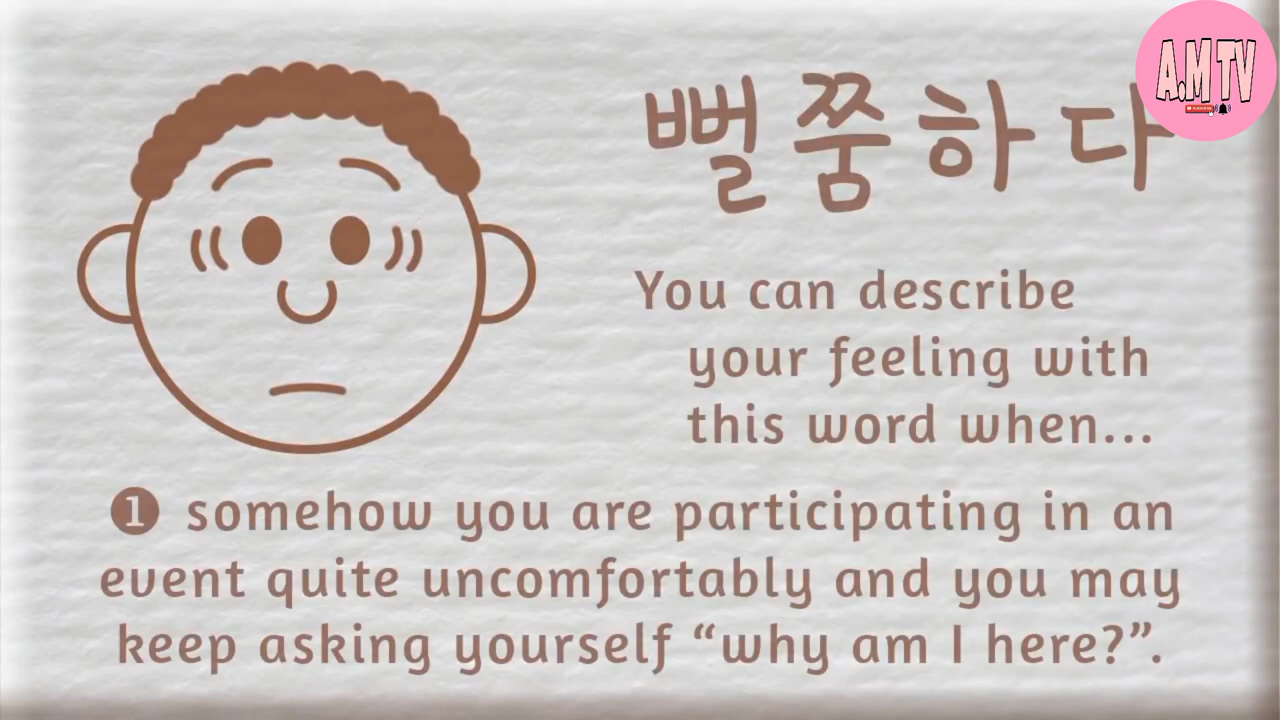 뻘쭘하다
A.M TV
You can describe
your feeling with
this word when...
❶ somehow you are participating in an
event quite uncomfortably and you may
keep asking yourself “why am I here?”.